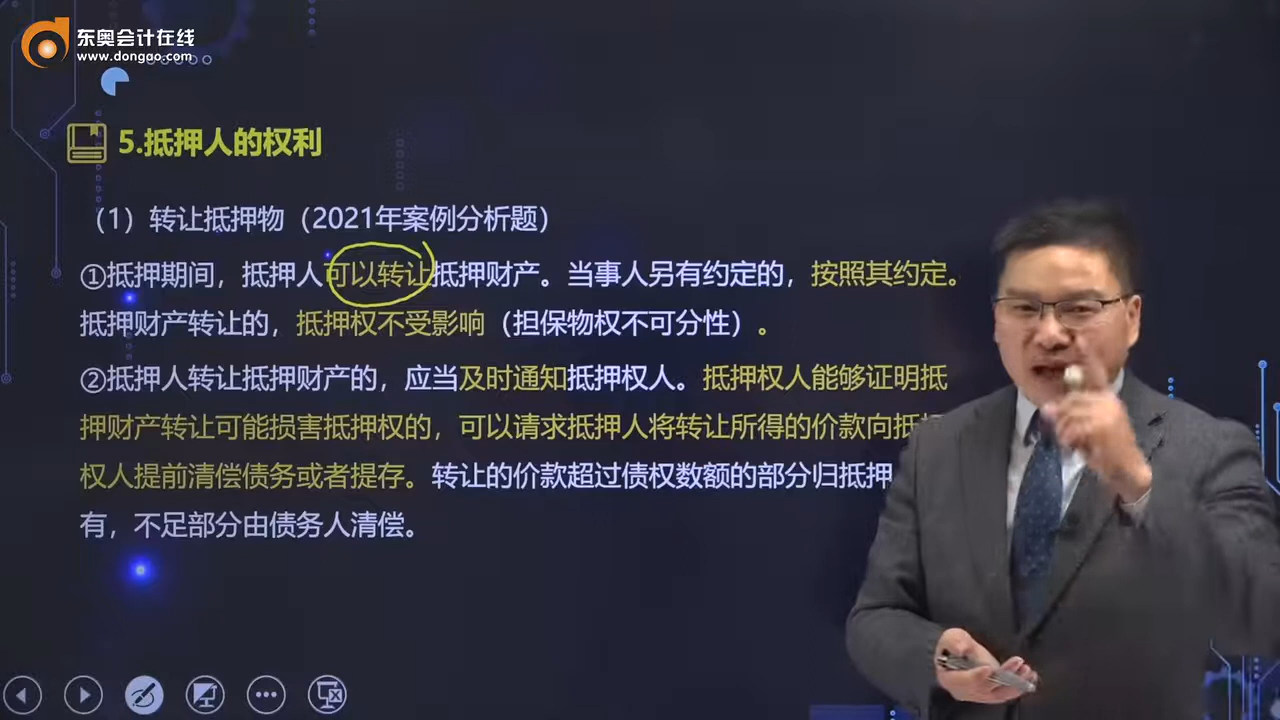 东奥会计在线
www.dongao.com
5.抵押人的权利
（1）转让抵押物（2021年案例分析题）
①抵押期间，抵押人可以转让抵押财产。当事人另有约定的，按照其约定。
抵押财产转让的，抵押权不受影响（担保物权不可分性）。
②抵押人转让抵押财产的，应当及时通知抵押权人。抵押权人能够证明抵
押财产转让可能损害抵押权的，可以请求抵押人将转让所得的价款向抵
权人提前清偿债务或者提存。转让的价款超过债权数额的部分归抵押
有，不足部分由债务人清偿。